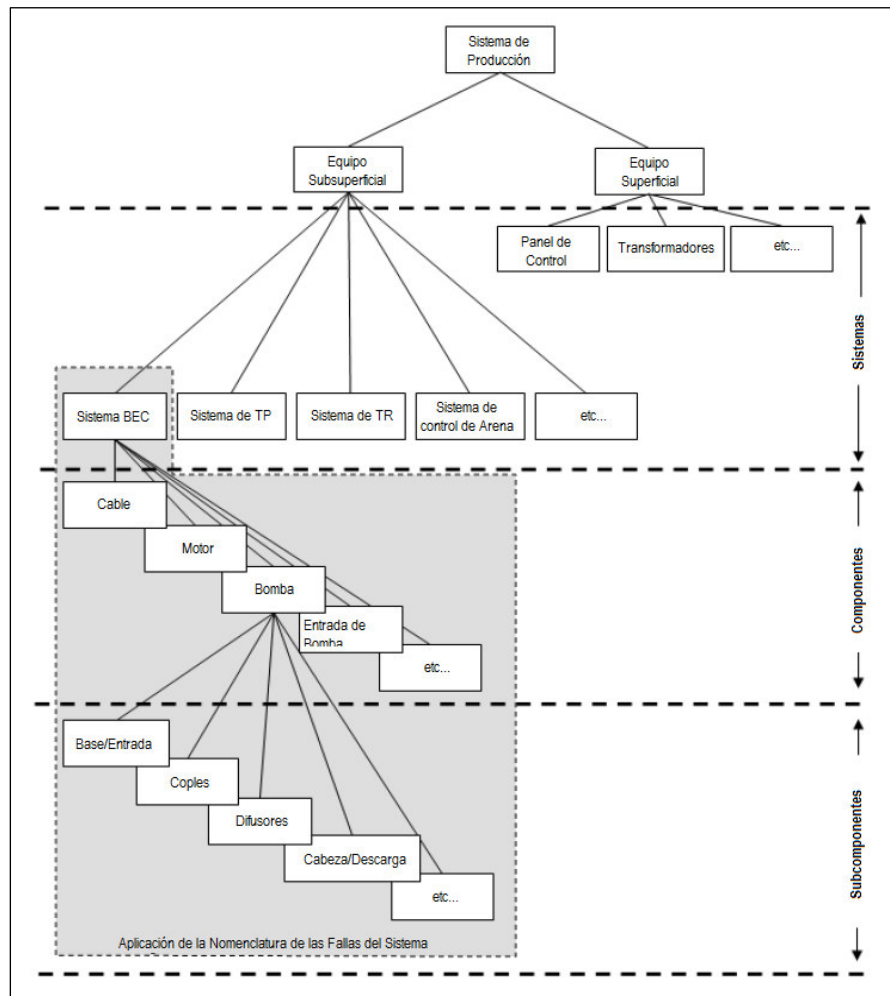 Sistema de
Producción
Equipo
Subsuperficial
Equipo
Superficial
Panel de
Control
Transformadores
etc...
Sistemas
Sistema BEC
Sistema de TP
Sistema de TR
Sistema de
control de Arena
etc...
Cable
Motor
Bomba
Entrada de
Bomba
etc...
Componentes
Base/Entrada
Coples
Difusores
Cabeza/Descarga
etc...
Subcomponentes
Aplicación de la Nomenclatura de las Fallas del Sistema